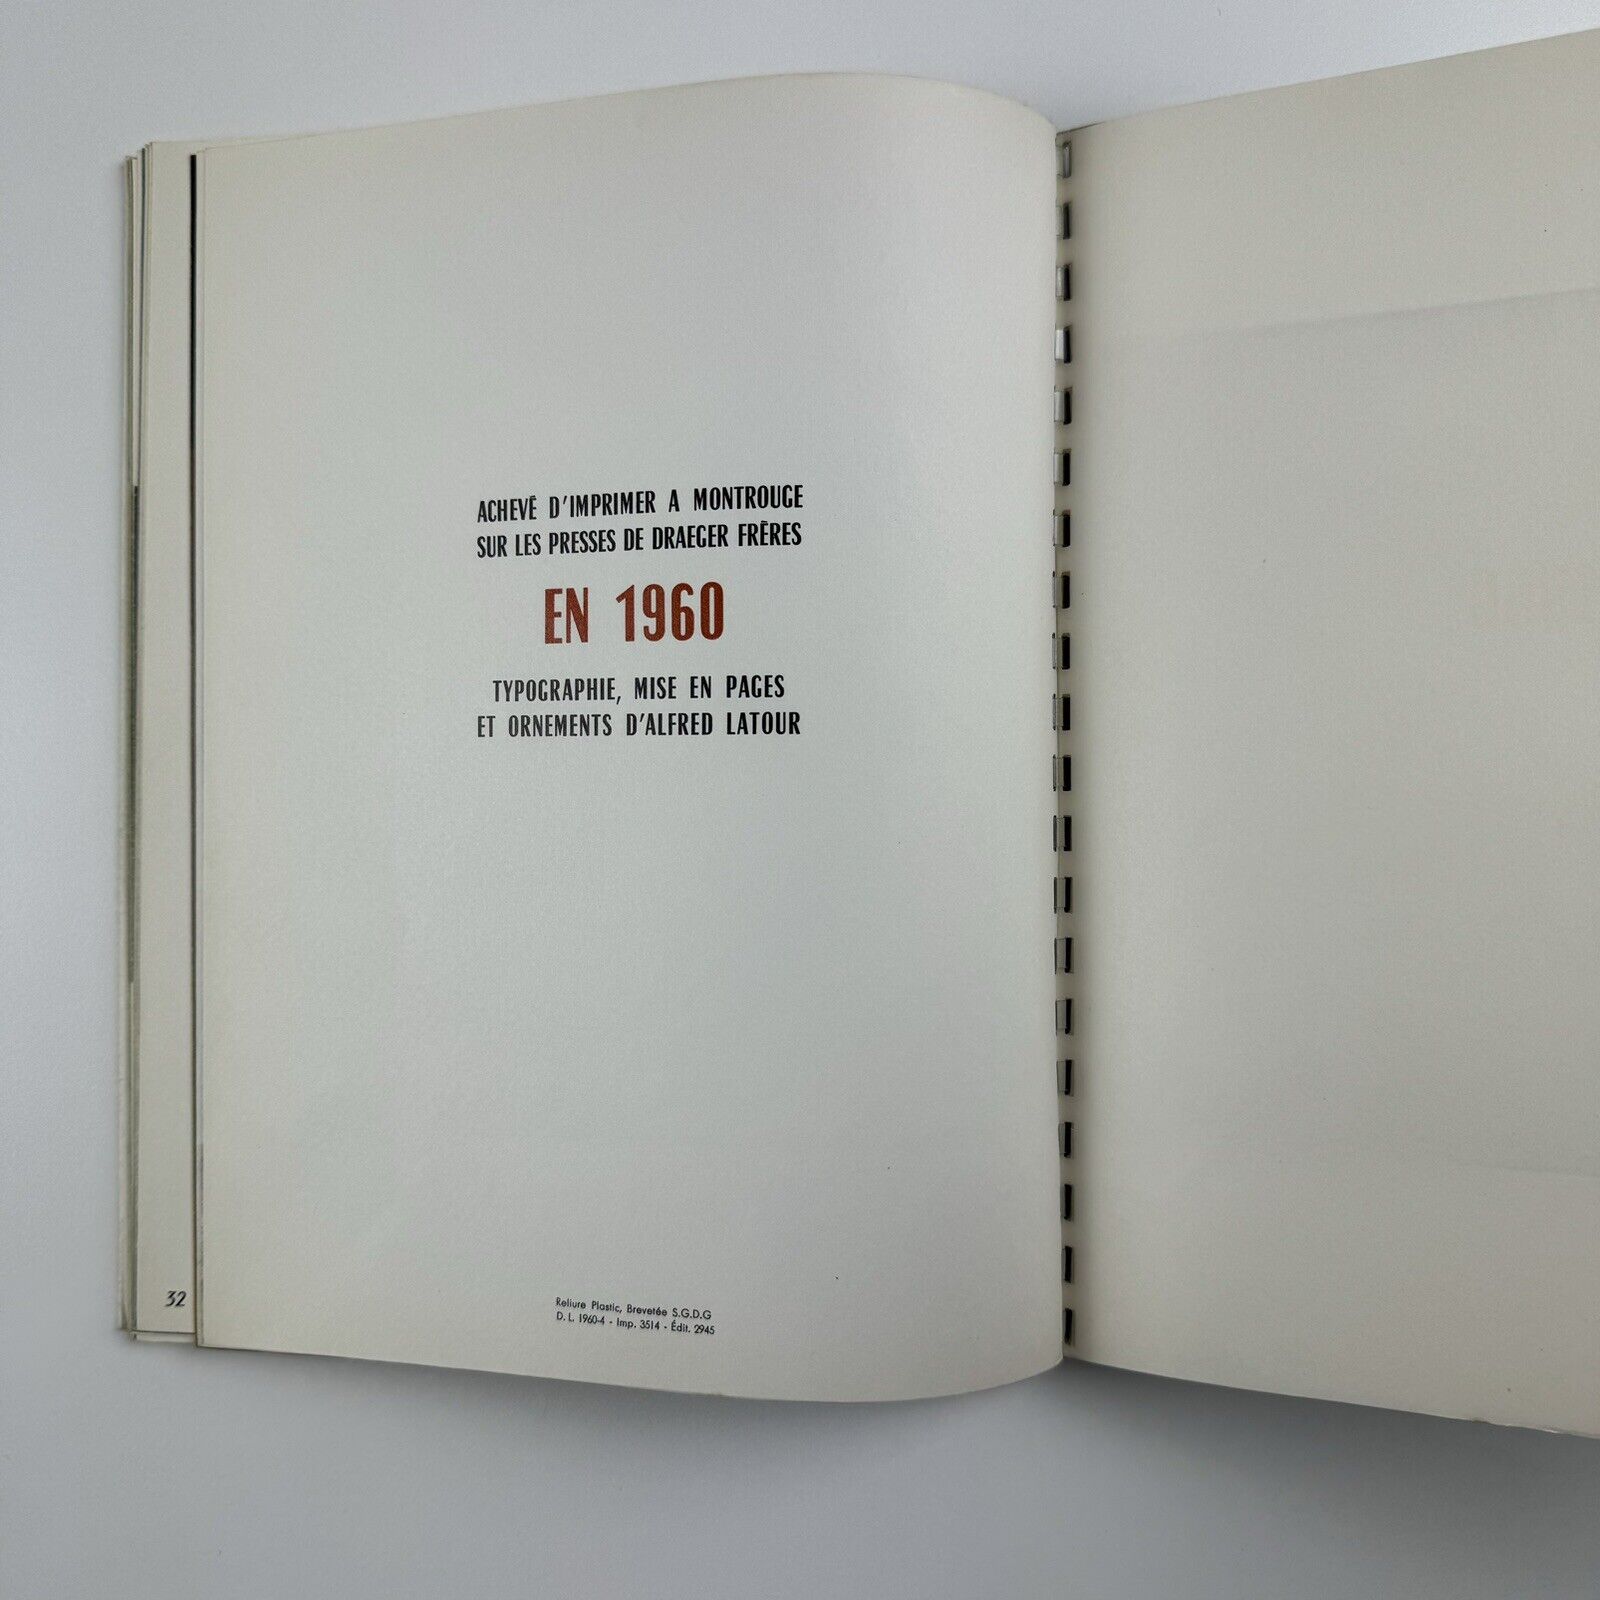 ACHEVÉ D'IMPRIMER A MONTROUGE
SUR LES PRESSES DE DRAEGER FRÈRES
EN 1960
TYPOGRAPHIE, MISE EN PAGES
ET ORNEMENTS D'ALFRED LATOUR
Reliure Plastic, Brevetée S.G.D.G
D. L. 1960-4 - Imp. 3514 - Édit. 2945
32